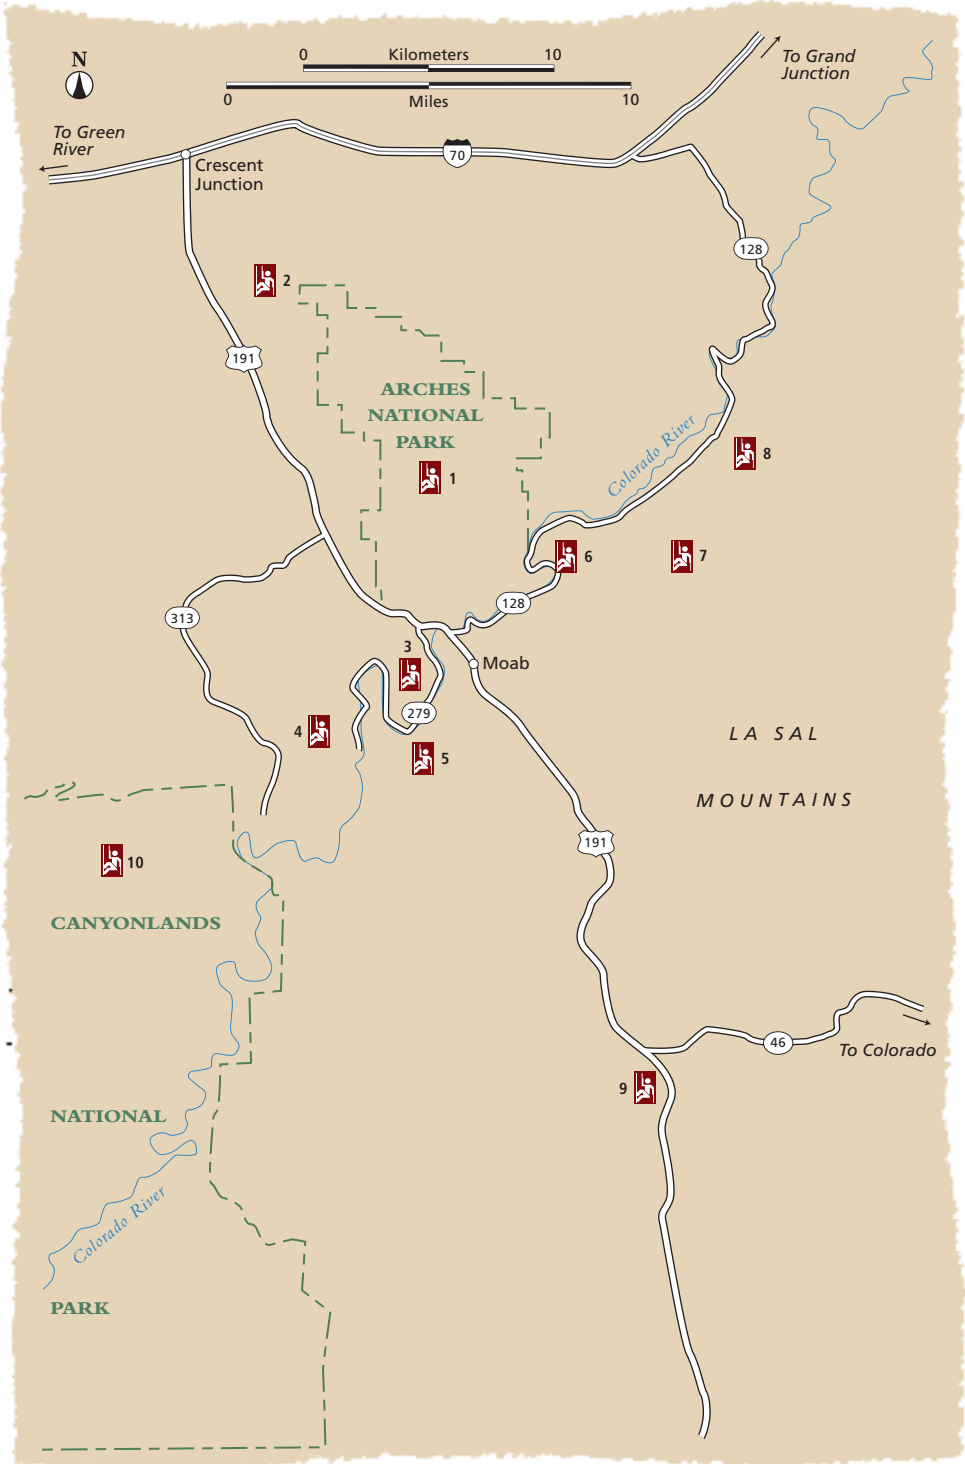 N
0 Kilometers 10
0 Miles 10
To Grand
Junction
To Green
River
70
Crescent
Junction
128
2
191
ARCHES
NATIONAL
PARK
1
Colorado River
8
6
7
128
313
3
Moab
279
4
5
LA SAL
MOUNTAINS
191
10
CANYONLANDS
46
To Colorado
9
NATIONAL
Colorado River
PARK